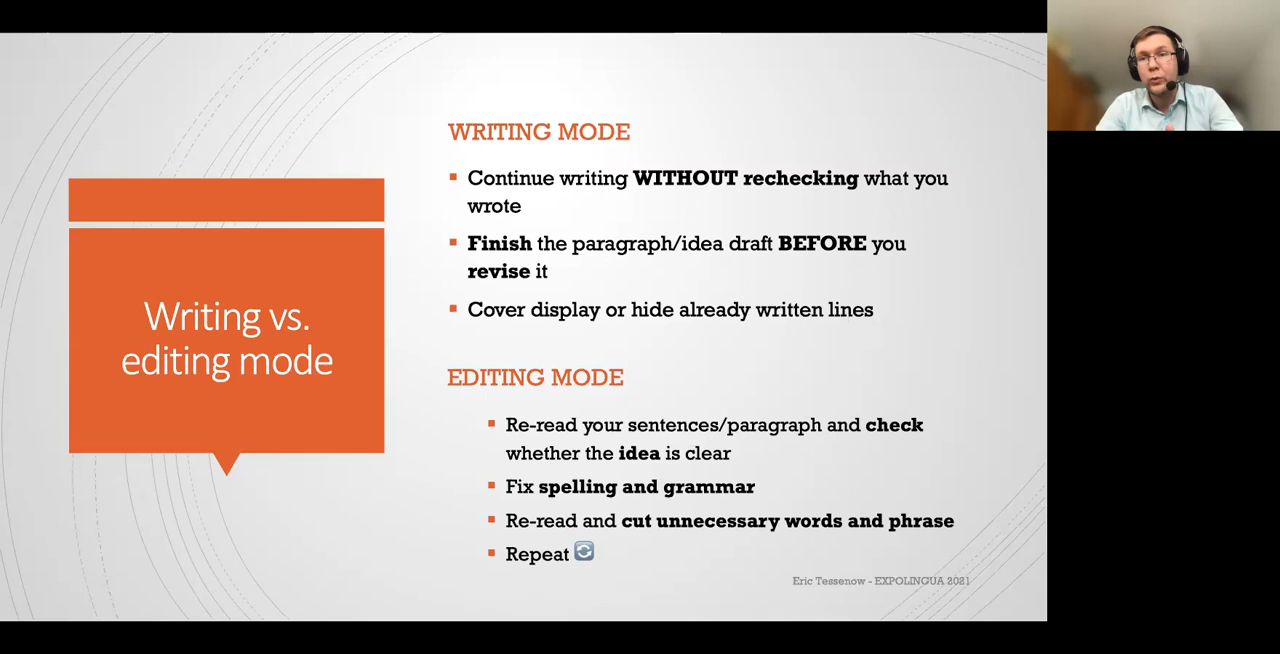 Writing vs.
editing mode
WRITING MODE
Continue writing WITHOUT rechecking what you
wrote
Finish the paragraph/idea draft BEFORE you
revise it
Cover display or hide already written lines
EDITING MODE
Re-read your sentences/paragraph and check
whether the idea is clear
Fix spelling and grammar
Re-read and cut unnecessary words and phrase
Repeat
Eric Tessenow - EXPOLINGUA 2021